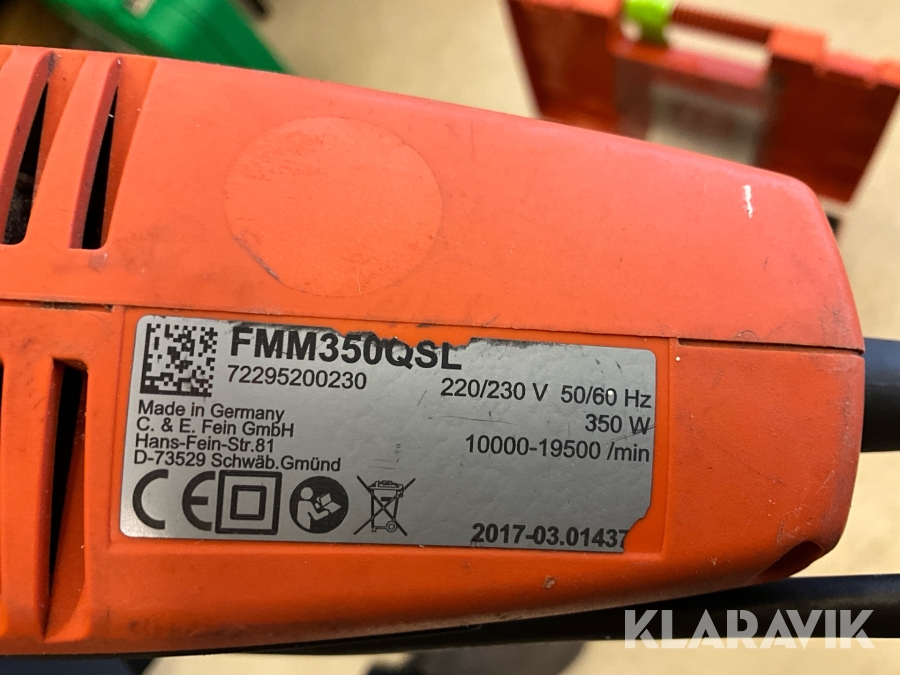 FMM350QSL
72295200230
220/230 V 50/60 Hz
350 W
10000-19500 /min
Made in Germany
C. & E. Fein GmbH
Hans-Fein-Str.81
D-73529 Schwäb.Gmünd
CE
2017-03.01437
KLARAVIK